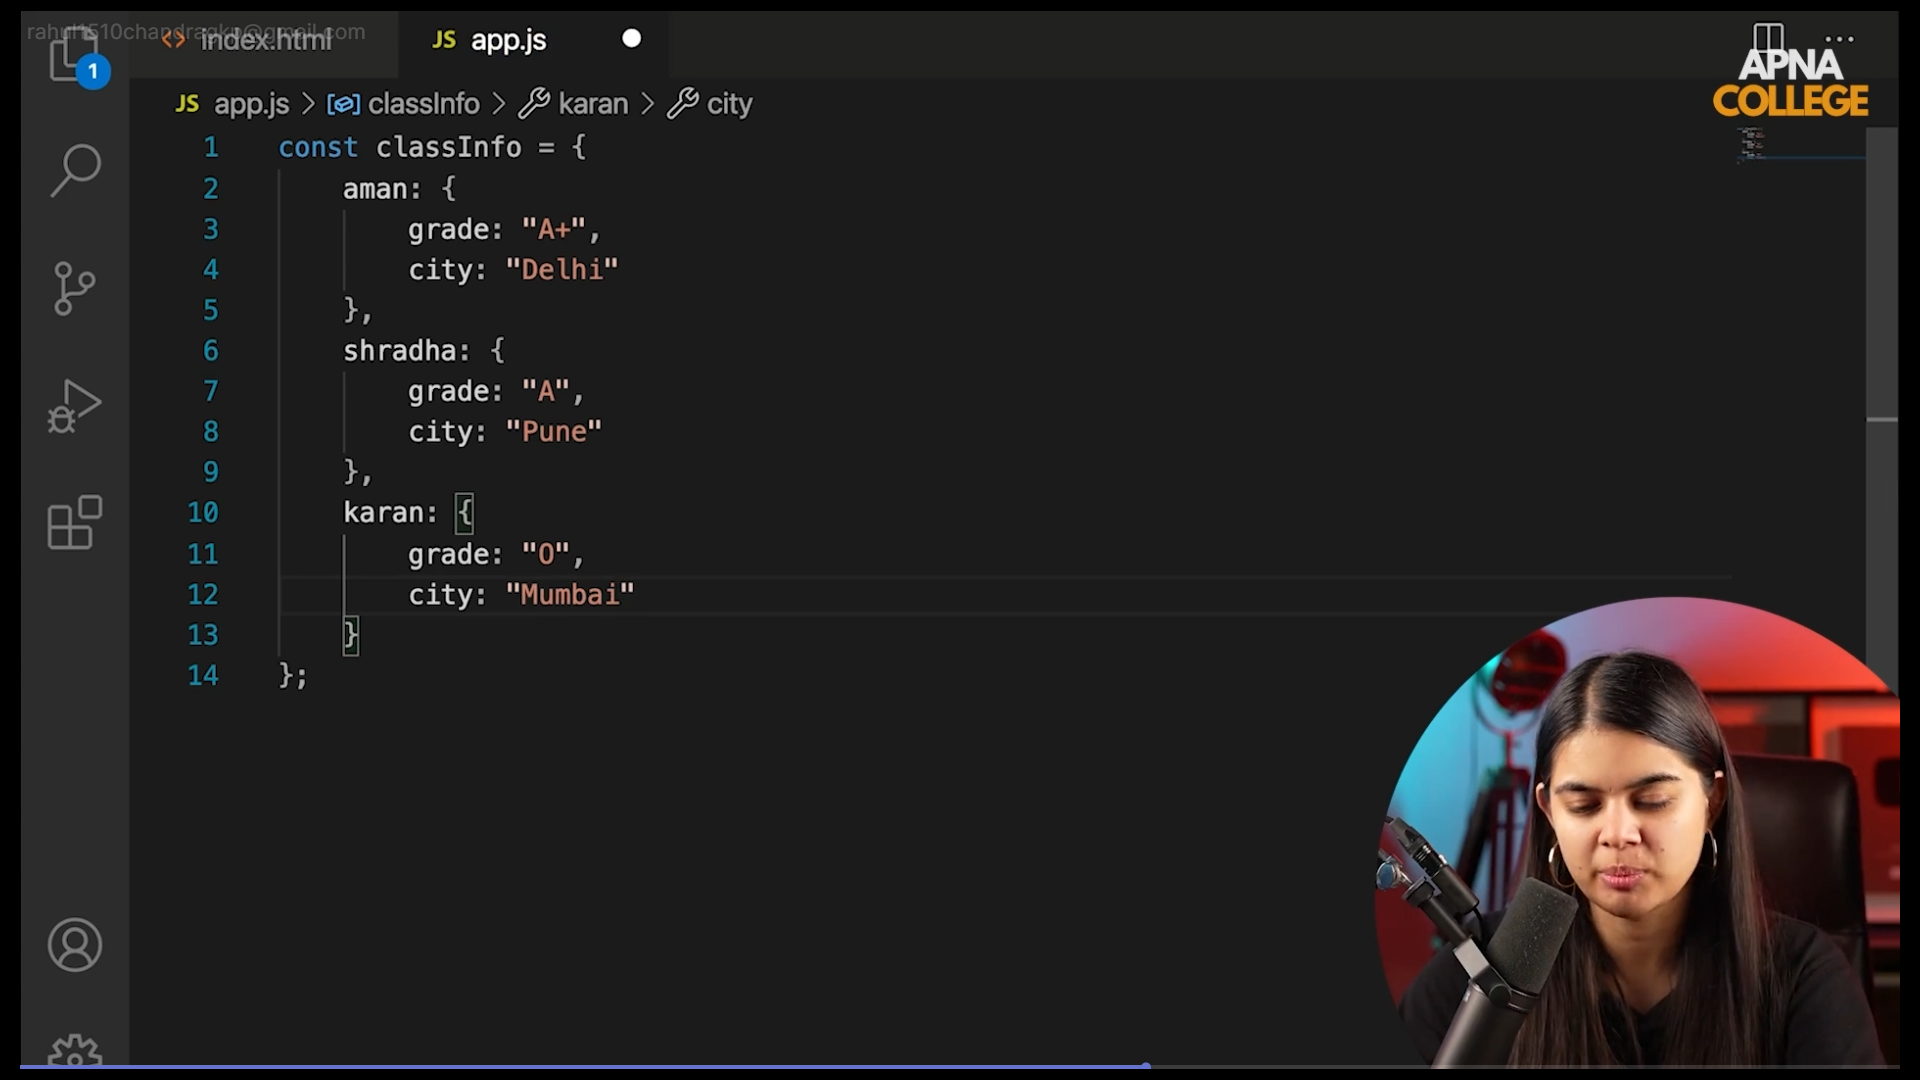 rahul1510chandragkp@gmail.com
<> index.html
JS app.js
APNA
COLLEGE
1
JS app.js > classInfo > karan > city
1 const classInfo = {
2 aman: {
3 grade: "A+",
4 city: "Delhi"
5 },
6 shradha: {
7 grade: "A",
8 city: "Pune"
9 },
10 karan: {
11 grade: "O",
12 city: "Mumbai"
13 }
14 };